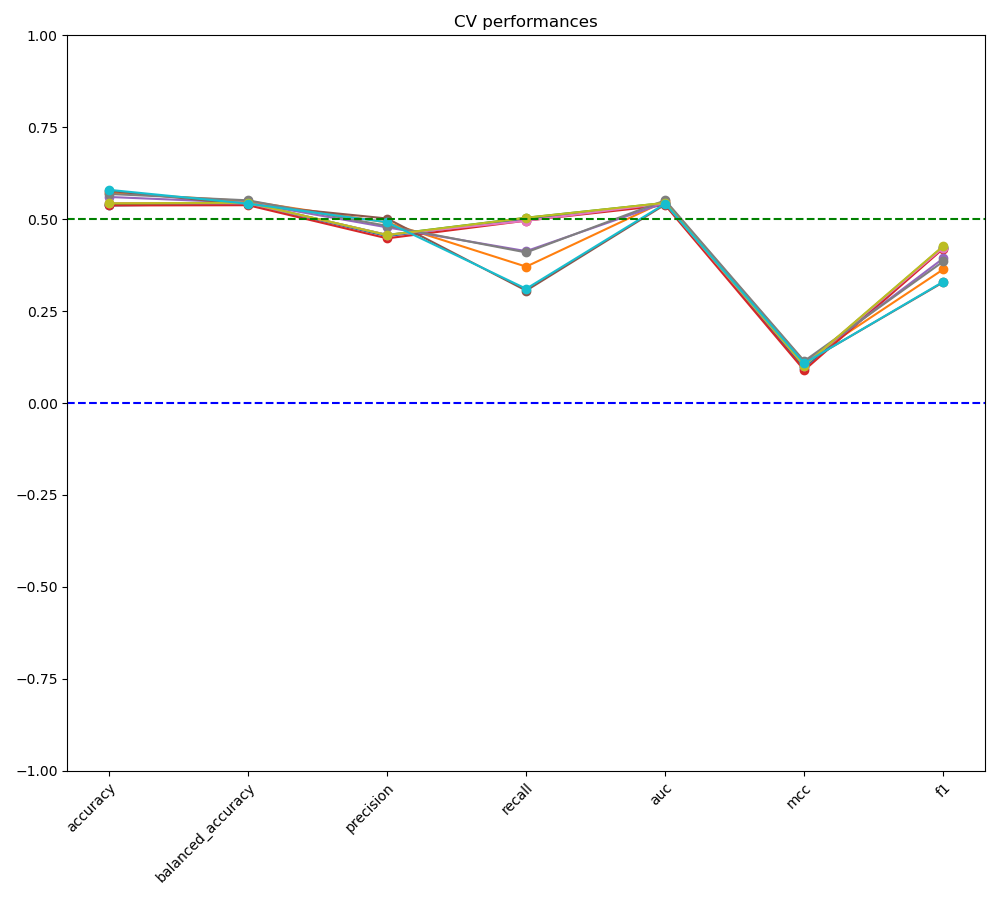 CV performances
1.00
0.75
0.50
0.25
0.00
−0.25
−0.50
−0.75
−1.00
accuracy
balanced_accuracy
precision
recall
auc
mcc
f1